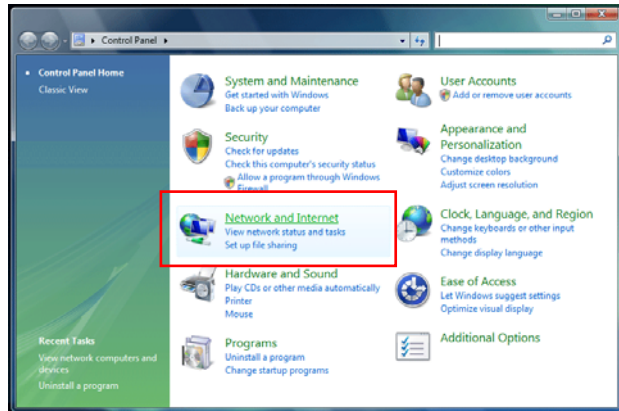 Control Panel
Control Panel Home
Classic View
System and Maintenance
Get started with Windows
Back up your computer
Security
Check for updates
Check this computer's security status
Allow a program through Windows
Firewall
Network and Internet
View network status and tasks
Set up file sharing
Hardware and Sound
Play CDs or other media automatically
Printer
Mouse
Programs
Uninstall a program
Change startup programs
User Accounts
Add or remove user accounts
Appearance and
Personalization
Change desktop background
Customize colors
Adjust screen resolution
Clock, Language, and Region
Change keyboards or other input
methods
Change display language
Ease of Access
Let Windows suggest settings
Optimize visual display
Additional Options
Recent Tasks
View network computers and
devices
Uninstall a program